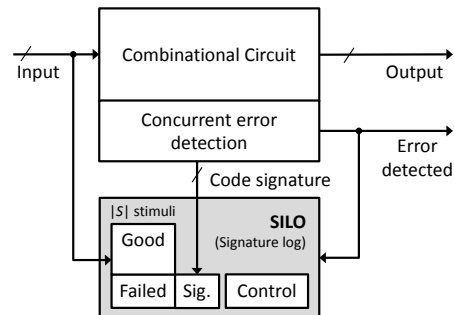 Combinational Circuit
Input
Output
Concurrent error
detection
Error
detected
Code signature
|S| stimuli
SILO
(Signature log)
Good
Failed
Sig.
Control